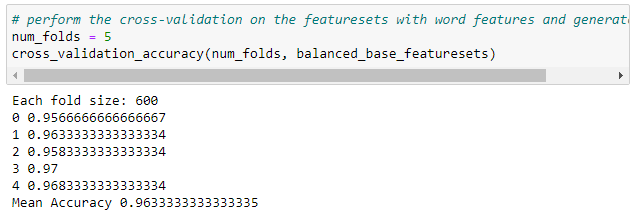 # perform the cross-validation on the featuresets with word features and generate
num_folds = 5
cross_validation_accuracy(num_folds, balanced_base_featuresets)
Each fold size: 600
0 0.9566666666666667
1 0.9633333333333334
2 0.9583333333333334
3 0.97
4 0.9683333333333334
Mean Accuracy 0.9633333333333335